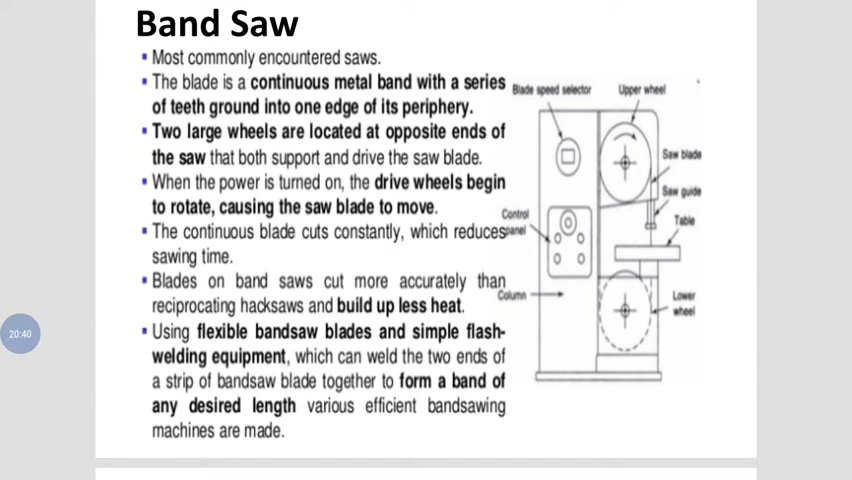 Band Saw
▪ Most commonly encountered saws.
▪ The blade is a continuous metal band with a series
of teeth ground into one edge of its periphery.
▪ Two large wheels are located at opposite ends of
the saw that both support and drive the saw blade.
▪ When the power is turned on, the drive wheels begin
to rotate, causing the saw blade to move.
▪ The continuous blade cuts constantly, which reduces
sawing time.
▪ Blades on band saws cut more accurately than
reciprocating hacksaws and build up less heat.
▪ Using flexible bandsaw blades and simple flash-
welding equipment, which can weld the two ends of
a strip of bandsaw blade together to form a band of
any desired length various efficient bandsawing
machines are made.
Blade speed selector
Upper wheel
Saw blade
Saw guide
Control
panel
Table
Column
Lower
wheel
20:40